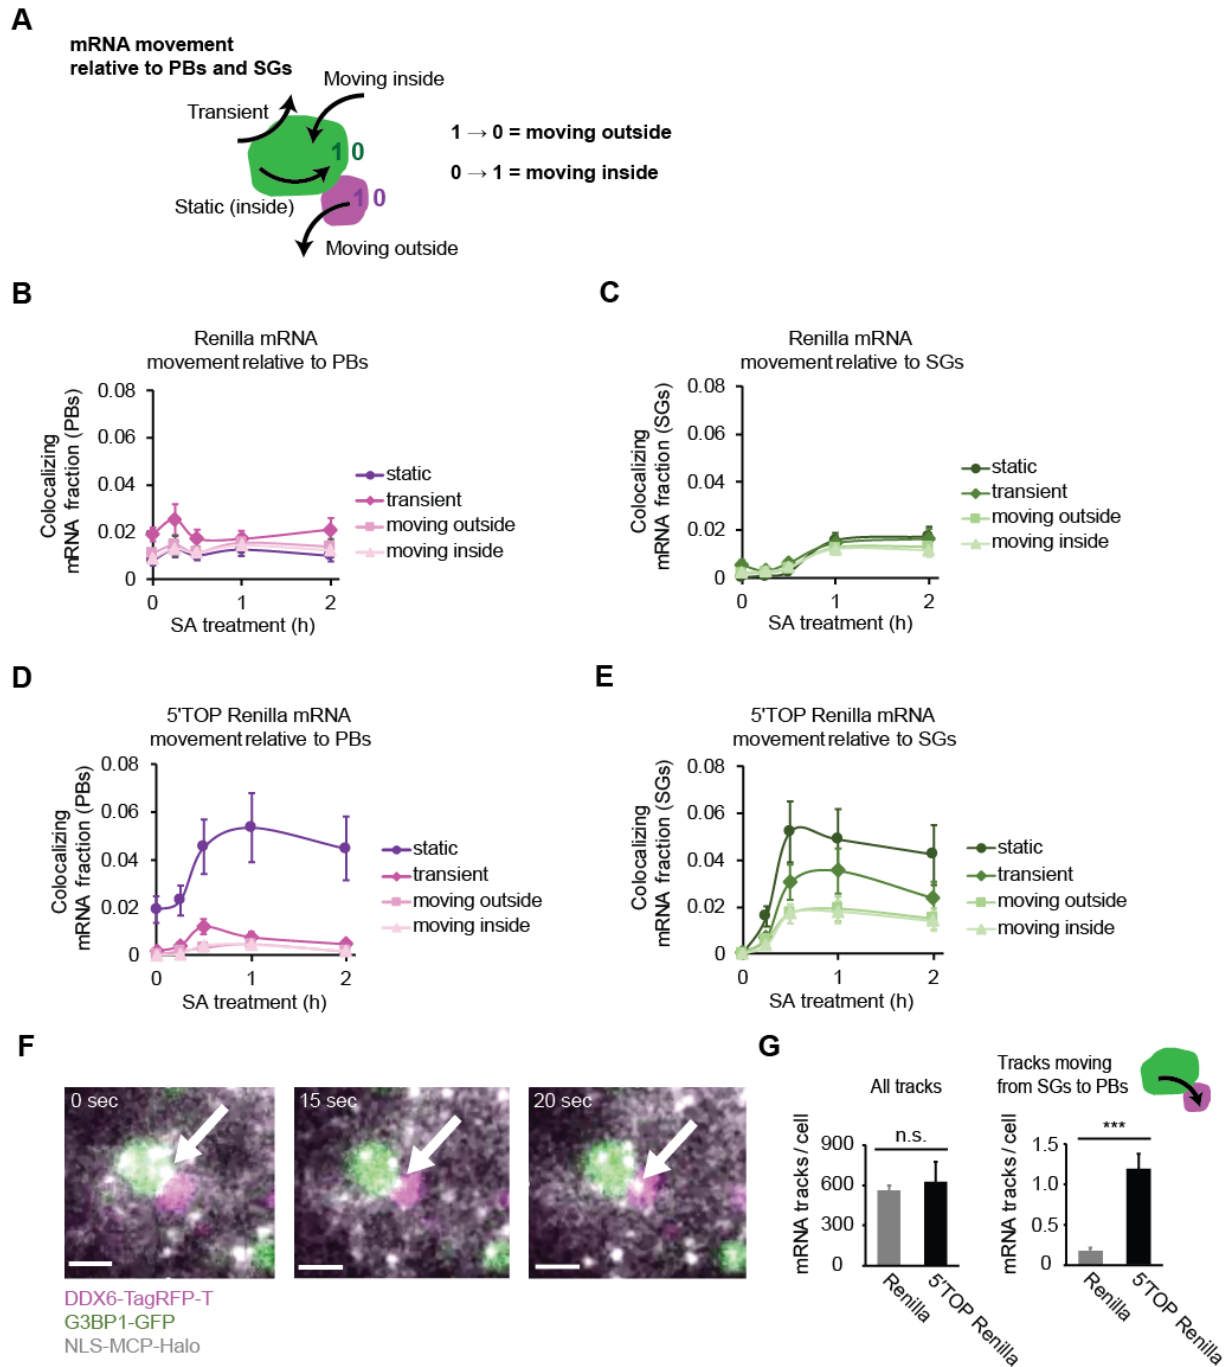 A
mRNA movement
relative to PBs and SGs
Moving inside
Transient
1 0
1 → 0 = moving outside
0 → 1 = moving inside
Static (inside)
1 0
Moving outside
B
Renilla mRNA
movement relative to PBs
Colocalizing
mRNA fraction (PBs)
0.08
0.06
0.04
0.02
0
0 1 2
SA treatment (h)
static
transient
moving outside
moving inside
C
Renilla mRNA
movement relative to SGs
Colocalizing
mRNA fraction (SGs)
0.08
0.06
0.04
0.02
0
0 1 2
SA treatment (h)
static
transient
moving outside
moving inside
D
5'TOP Renilla mRNA
movement relative to PBs
Colocalizing
mRNA fraction (PBs)
0.08
0.06
0.04
0.02
0
0 1 2
SA treatment (h)
static
transient
moving outside
moving inside
E
5'TOP Renilla mRNA
movement relative to SGs
Colocalizing
mRNA fraction (SGs)
0.08
0.06
0.04
0.02
0
0 1 2
SA treatment (h)
static
transient
moving outside
moving inside
F
0 sec
15 sec
20 sec
DDX6-TagRFP-T
G3BP1-GFP
NLS-MCP-Halo
G
All tracks
mRNA tracks / cell
900
600
300
0
n.s.
Renilla
5'TOP Renilla
Tracks moving
from SGs to PBs
mRNA tracks / cell
1.5
1.0
0.5
0
***
Renilla
5'TOP Renilla